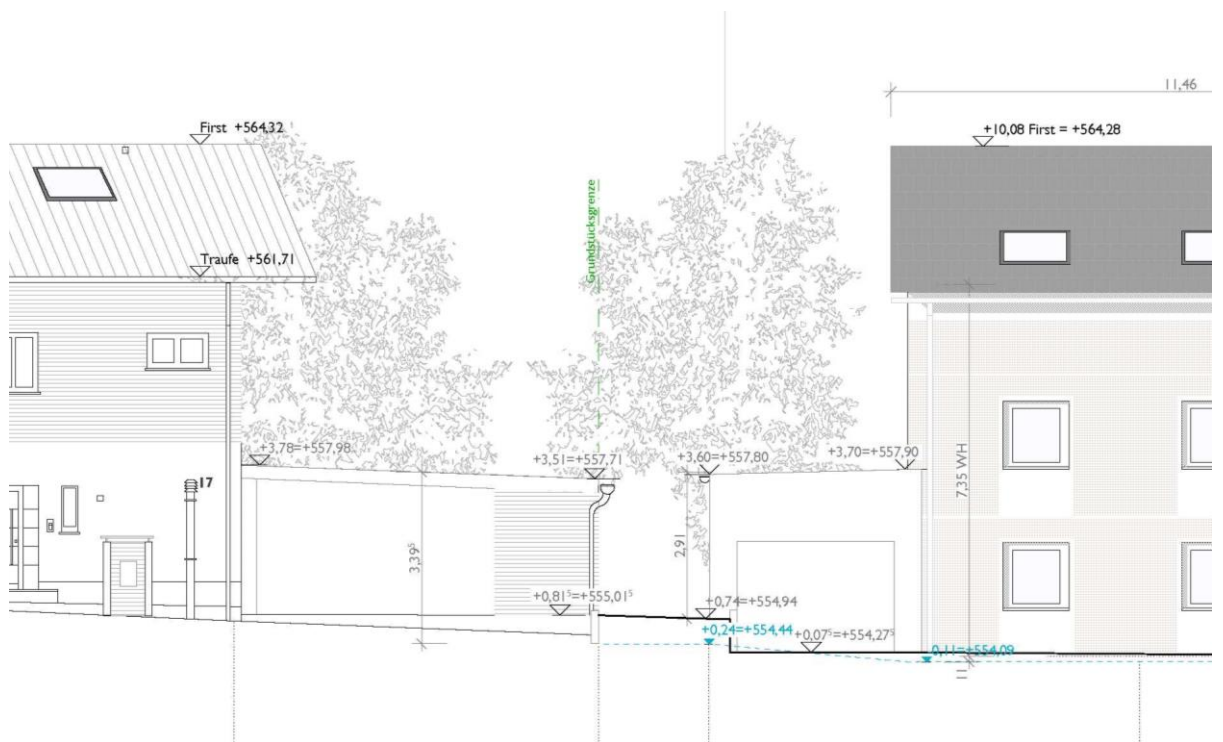 11,46
First +564,32
+10,08 First = +564,28
Grundstücksgrenze
Traufe +561,71
+3,78=+557,98
+3,51=+557,71
+3,60=+557,80
+3,70=+557,90
17
7,35 WH
2,91
3,39⁵
+0,81⁵=+555,01⁵
+0,74=+554,94
+0,24=+554,44
+0,07⁵=+554,27⁵
0,11=+554,09
11